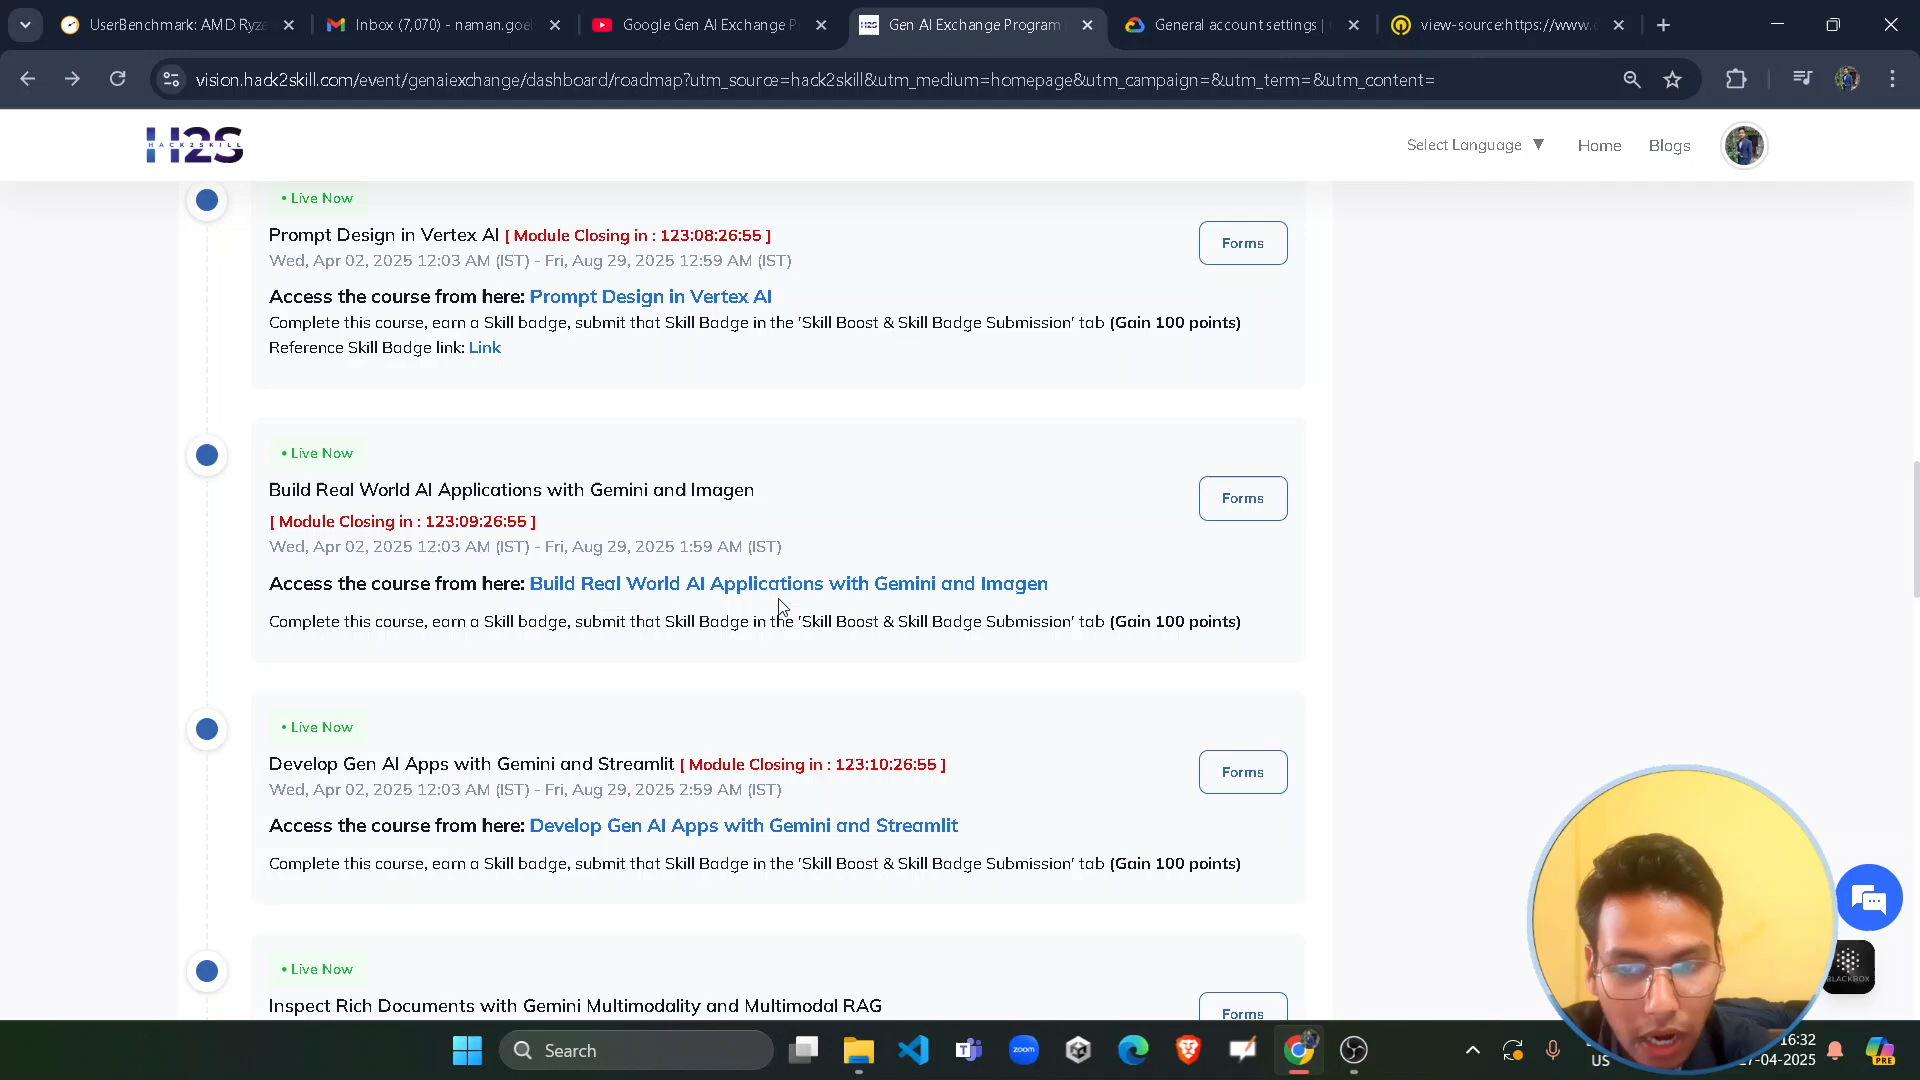 UserBenchmark: AMD Ryze
Inbox (7,070) - naman.goe
Google Gen AI Exchange P
Gen AI Exchange Program
General account settings |
view-source:https://www.
vision.hack2skill.com/event/genaiexchange/dashboard/roadmap?utm_source=hack2skill&utm_medium=homepage&utm_campaign=&utm_term=&utm_content=
H2S
HACK2SKILL
Select Language ▼
Home
Blogs
• Live Now
Prompt Design in Vertex AI [ Module Closing in : 123:08:26:55 ]
Forms
Wed, Apr 02, 2025 12:03 AM (IST) - Fri, Aug 29, 2025 12:59 AM (IST)
Access the course from here: Prompt Design in Vertex AI
Complete this course, earn a Skill badge, submit that Skill Badge in the 'Skill Boost & Skill Badge Submission' tab (Gain 100 points)
Reference Skill Badge link: Link
• Live Now
Build Real World AI Applications with Gemini and Imagen
Forms
[ Module Closing in : 123:09:26:55 ]
Wed, Apr 02, 2025 12:03 AM (IST) - Fri, Aug 29, 2025 1:59 AM (IST)
Access the course from here: Build Real World AI Applications with Gemini and Imagen
Complete this course, earn a Skill badge, submit that Skill Badge in the 'Skill Boost & Skill Badge Submission' tab (Gain 100 points)
• Live Now
Develop Gen AI Apps with Gemini and Streamlit [ Module Closing in : 123:10:26:55 ]
Forms
Wed, Apr 02, 2025 12:03 AM (IST) - Fri, Aug 29, 2025 2:59 AM (IST)
Access the course from here: Develop Gen AI Apps with Gemini and Streamlit
Complete this course, earn a Skill badge, submit that Skill Badge in the 'Skill Boost & Skill Badge Submission' tab (Gain 100 points)
• Live Now
Inspect Rich Documents with Gemini Multimodality and Multimodal RAG
Forms
BLACKBOX
Search
zoom
US
16:32
7-04-2025
PRE